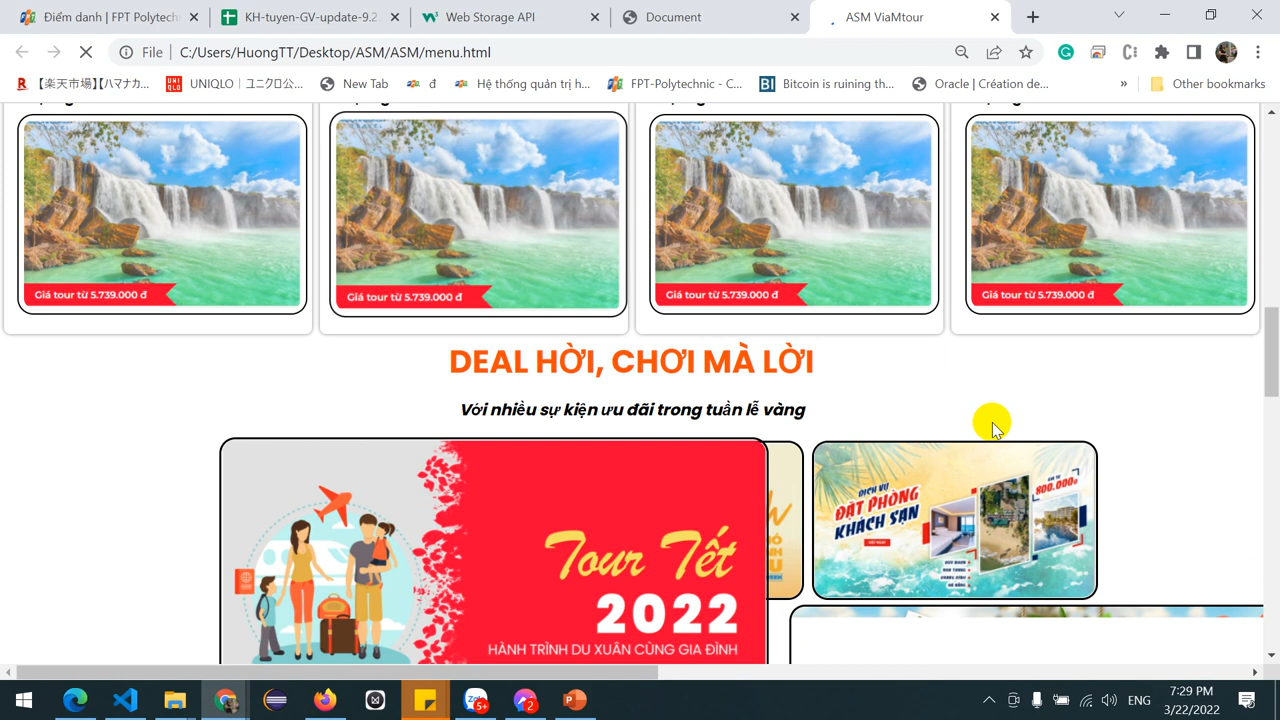 Điểm danh | FPT Polytech
KH-tuyen-GV-update-9.2
Web Storage API
Document
ASM ViaMtour
File
C:/Users/HuongTT/Desktop/ASM/ASM/menu.html
【楽天市場】【ハマナカ...
UNIQLO｜ユニクロ公...
New Tab
đ
Hệ thống quản trị h...
FPT-Polytechnic - C...
BI
Bitcoin is ruining th...
Oracle | Création de...
»
Other bookmarks
Giá tour từ 5.739.000 đ
Giá tour từ 5.739.000 đ
Giá tour từ 5.739.000 đ
Giá tour từ 5.739.000 đ
DEAL HỜI, CHƠI MÀ LỜI
Với nhiều sự kiện ưu đãi trong tuần lễ vàng
Tour Tết
2022
HÀNH TRÌNH DU XUÂN CÙNG GIA ĐÌNH
DỊCH VỤ
ĐẶT PHÒNG
KHÁCH SẠN
800.000đ
Zalo
5+
2
ENG
7:29 PM
3/22/2022